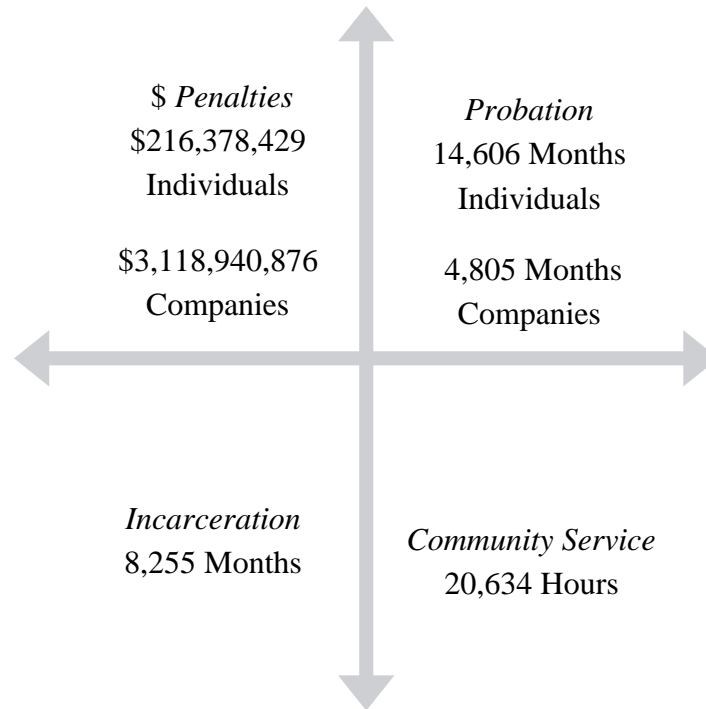 $ Penalties
$216,378,429
Individuals
$3,118,940,876
Companies
Probation
14,606 Months
Individuals
4,805 Months
Companies
Incarceration
8,255 Months
Community Service
20,634 Hours